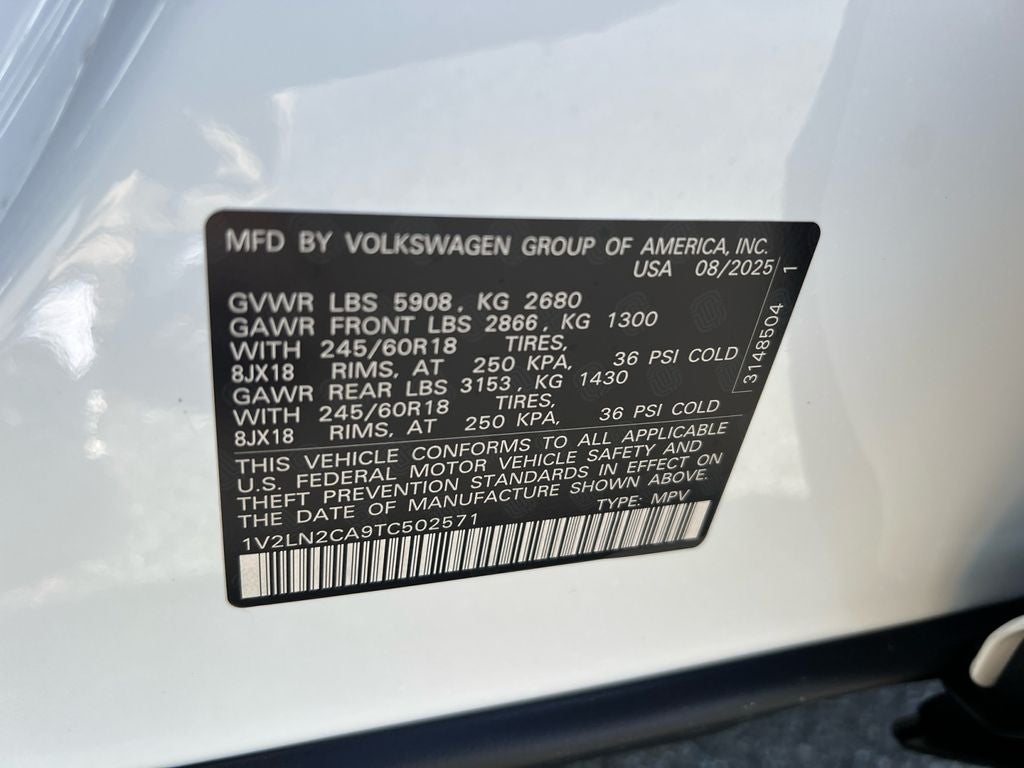 MFD BY VOLKSWAGEN GROUP OF AMERICA, INC.
USA 08/2025
GVWR LBS 5908, KG 2680
GAWR FRONT LBS 2866, KG 1300
WITH 245/60R18 TIRES,
8JX18 RIMS, AT 250 KPA, 36 PSI COLD
GAWR REAR LBS 3153, KG 1430
WITH 245/60R18 TIRES,
8JX18 RIMS, AT 250 KPA, 36 PSI COLD
THIS VEHICLE CONFORMS TO ALL APPLICABLE
U.S. FEDERAL MOTOR VEHICLE SAFETY AND
THEFT PREVENTION STANDARDS IN EFFECT ON
THE DATE OF MANUFACTURE SHOWN ABOVE.
1V2LN2CA9TC502571 TYPE: MPV
3148504 1